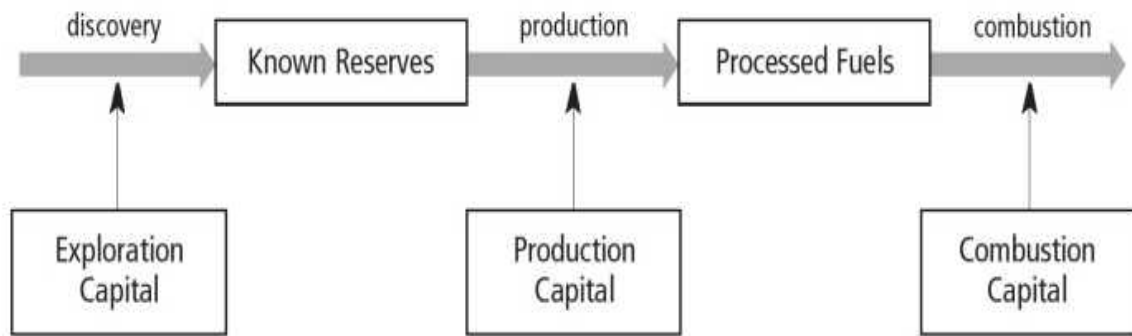 discovery
Known Reserves
production
Processed Fuels
combustion
Exploration
Capital
Production
Capital
Combustion
Capital